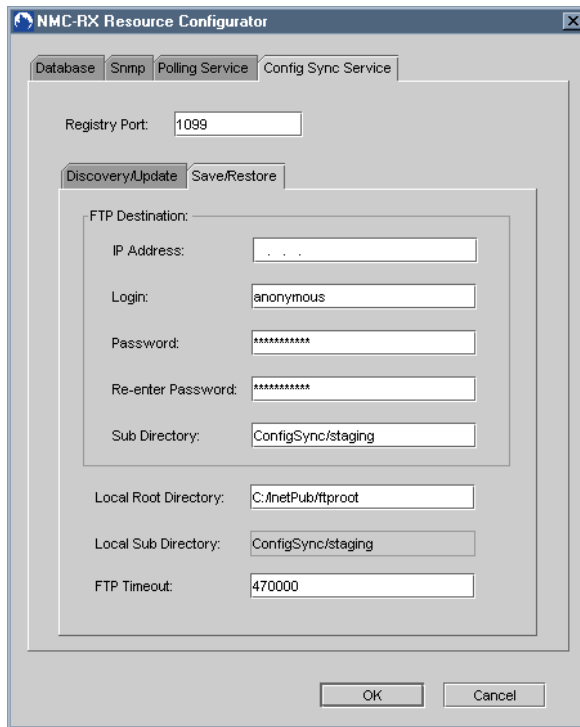 NMC-RX Resource Configurator
Database Snmp Polling Service Config Sync Service
Registry Port: 1099
Discovery/Update Save/Restore
FTP Destination:
IP Address: . . .
Login: anonymous
Password: ***********
Re-enter Password: ***********
Sub Directory: ConfigSync/staging
Local Root Directory: C:/InetPub/ftproot
Local Sub Directory: ConfigSync/staging
FTP Timeout: 470000
OK Cancel